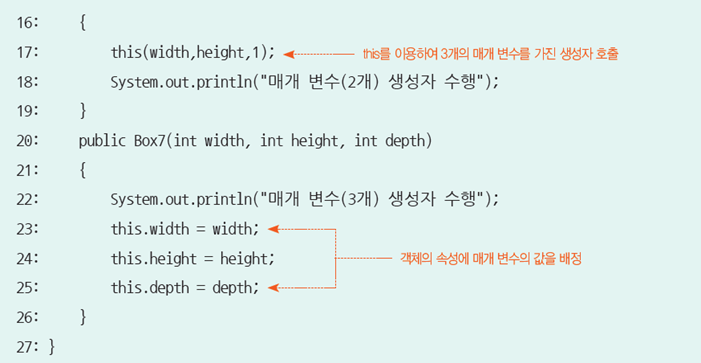 16: {
17: this(width,height,1); this를 이용하여 3개의 매개 변수를 가진 생성자 호출
18: System.out.println("매개 변수(2개) 생성자 수행");
19: }
20: public Box7(int width, int height, int depth)
21: {
22: System.out.println("매개 변수(3개) 생성자 수행");
23: this.width = width;
24: this.height = height; 객체의 속성에 매개 변수의 값을 배정
25: this.depth = depth;
26: }
27: }